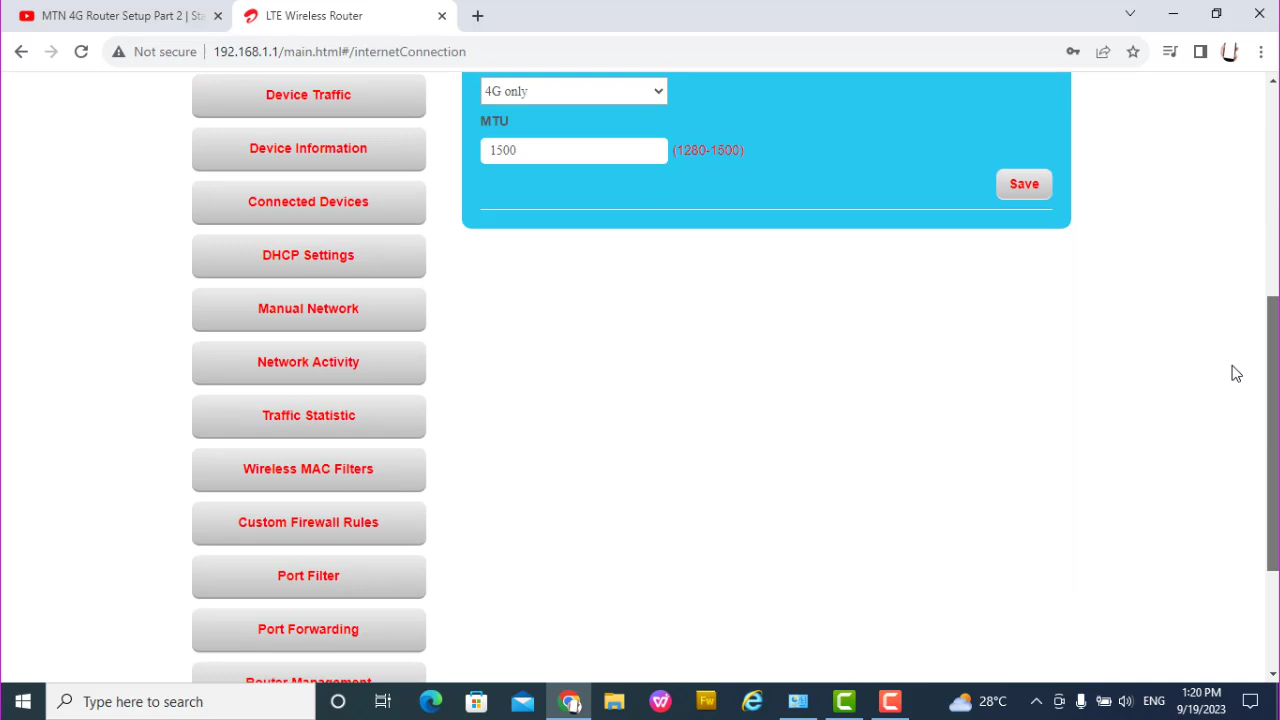 MTN 4G Router Setup Part 2 | Sta
LTE Wireless Router
Not secure
192.168.1.1/main.html#/internetConnection
Device Traffic
Device Information
Connected Devices
DHCP Settings
Manual Network
Network Activity
Traffic Statistic
Wireless MAC Filters
Custom Firewall Rules
Port Filter
Port Forwarding
Router Management
4G only
MTU
1500 (1280-1500)
Save
Type here to search
Fw
28°C
ENG
1:20 PM
9/19/2023